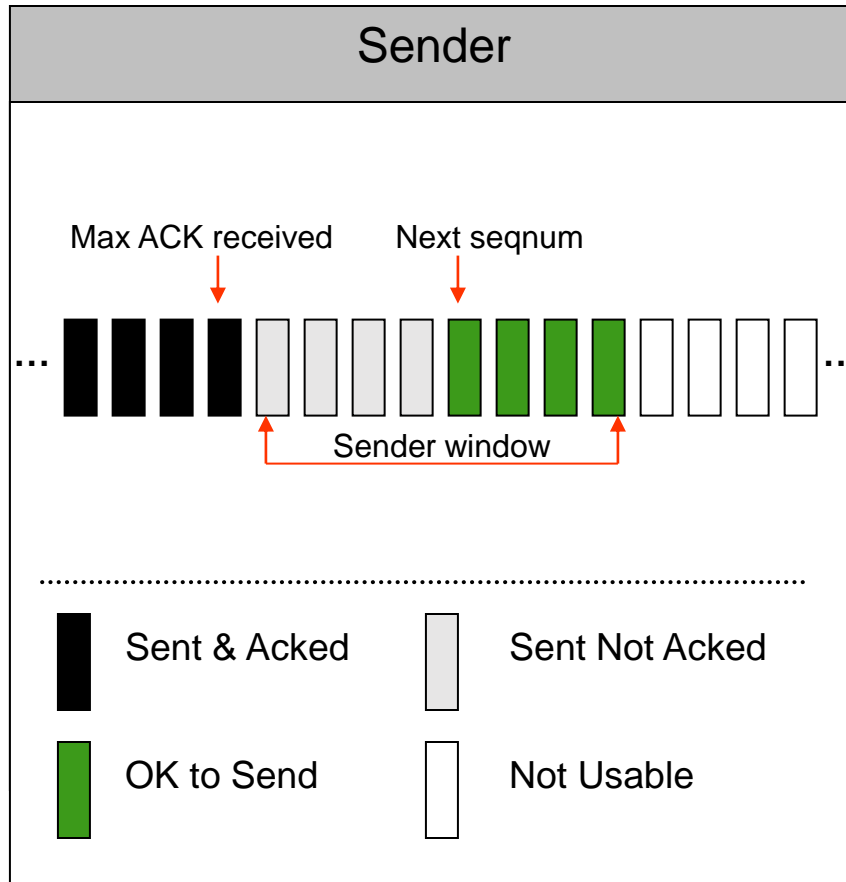 Sender
Max ACK received Next seqnum
... ..
Sender window
Sent & Acked Sent Not Acked
OK to Send Not Usable